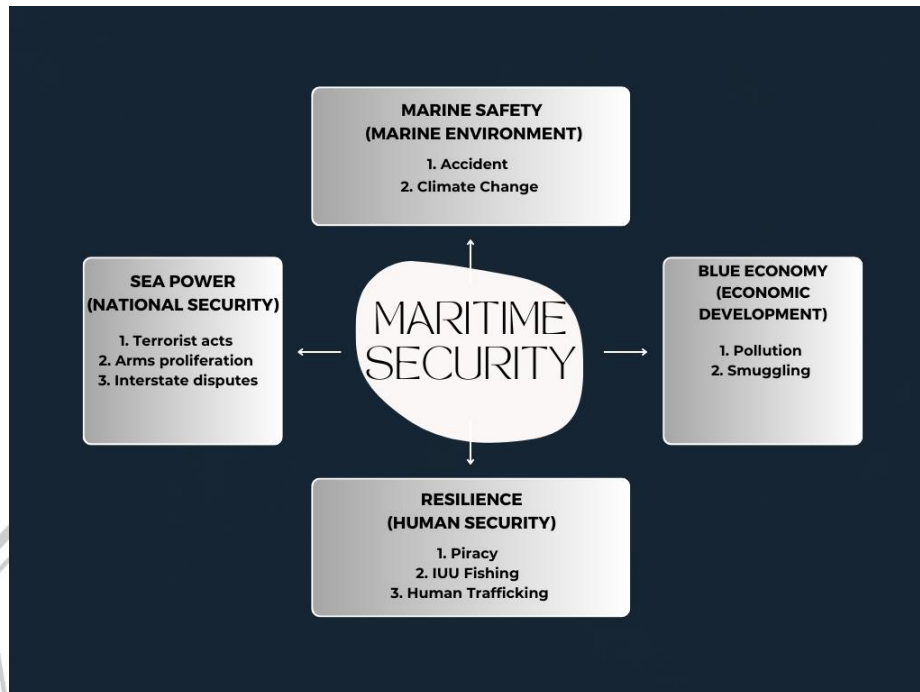 MARINE SAFETY
(MARINE ENVIRONMENT)
1. Accident
2. Climate Change
SEA POWER
(NATIONAL SECURITY)
1. Terrorist acts
2. Arms proliferation
3. Interstate disputes
MARITIME
SECURITY
BLUE ECONOMY
(ECONOMIC
DEVELOPMENT)
1. Pollution
2. Smuggling
RESILIENCE
(HUMAN SECURITY)
1. Piracy
2. IUU Fishing
3. Human Trafficking